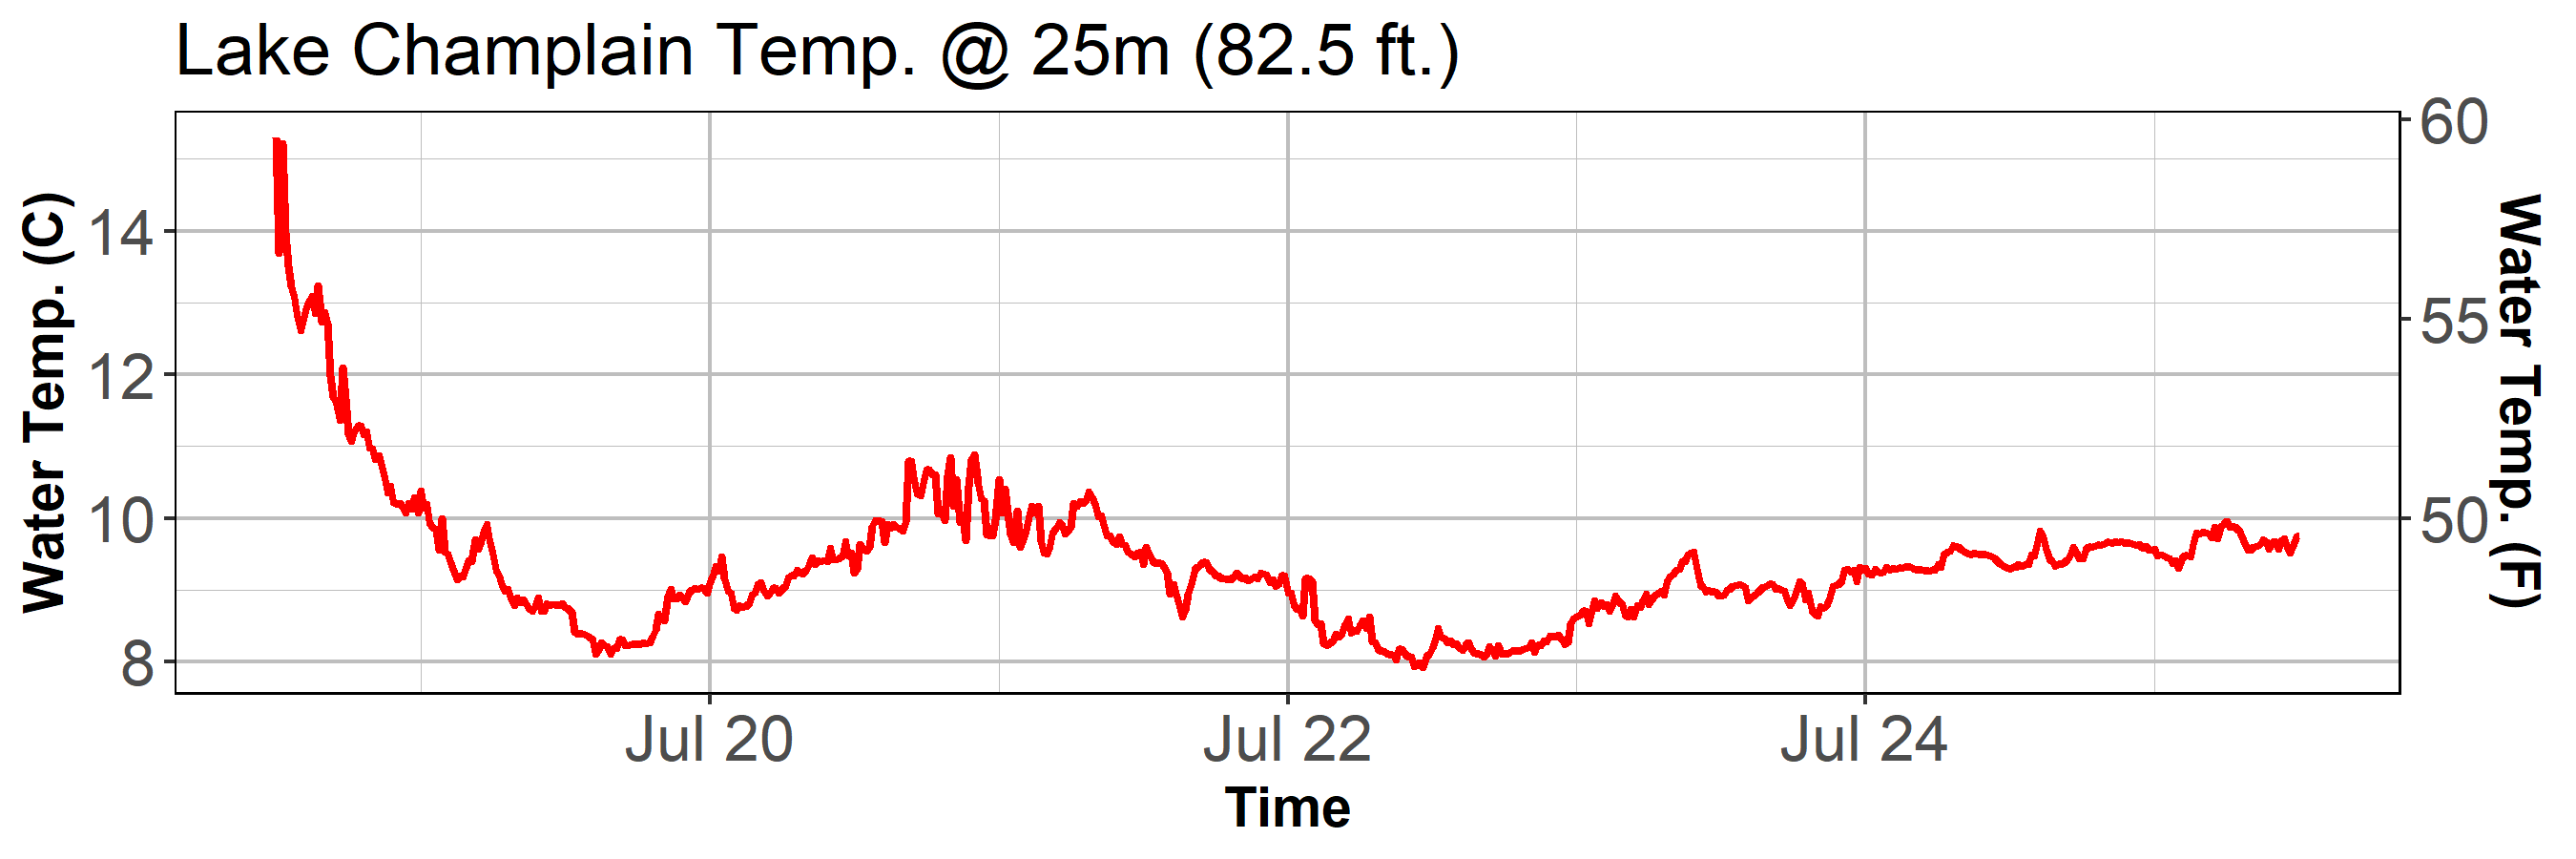 Lake Champlain Temp. @ 25m (82.5 ft.)
Water Temp. (C)
14
12
10
8
60
55
50
Water Temp. (F)
Jul 20
Jul 22
Jul 24
Time